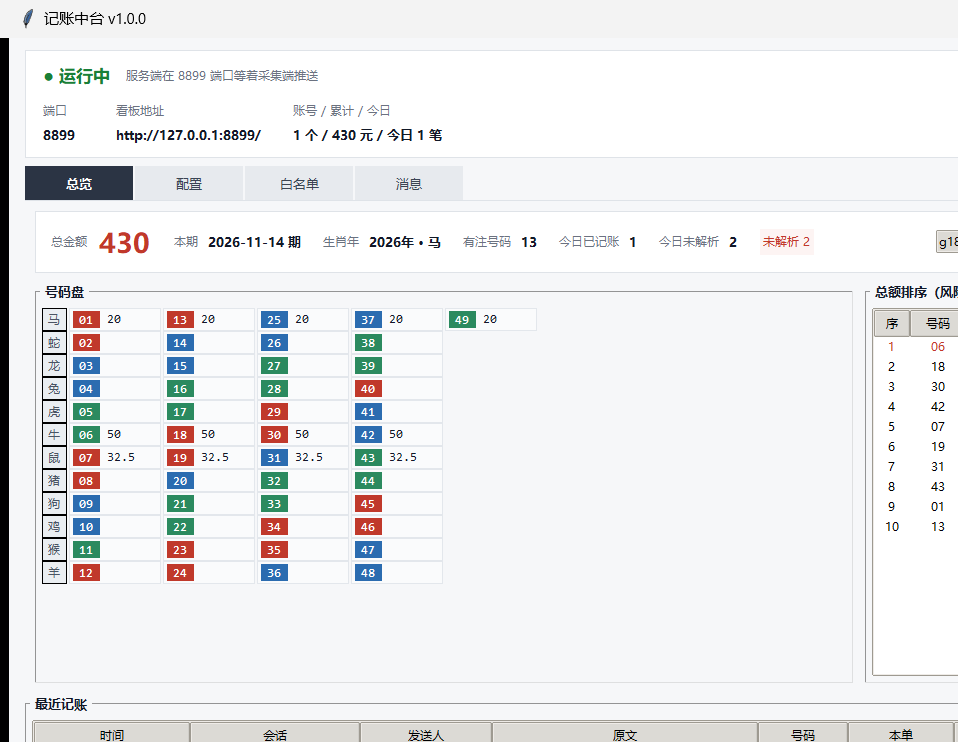 记账中台 v1.0.0
● 运行中 服务端在 8899 端口等着采集端推送
端口 看板地址 账号 / 累计 / 今日
8899 http://127.0.0.1:8899/ 1 个 / 430 元 / 今日 1 笔
总览 配置 白名单 消息
总金额 430 本期 2026-11-14 期 生肖年 2026年 • 马 有注号码 13 今日已记账 1 今日未解析 2 未解析 2 g18
号码盘
马 01 20 13 20 25 20 37 20 49 20
蛇 02 14 26 38
龙 03 15 27 39
兔 04 16 28 40
虎 05 17 29 41
牛 06 50 18 50 30 50 42 50
鼠 07 32.5 19 32.5 31 32.5 43 32.5
猪 08 20 32 44
狗 09 21 33 45
鸡 10 22 34 46
猴 11 23 35 47
羊 12 24 36 48
总额排序（风险
序 号码
1 06
2 18
3 30
4 42
5 07
6 19
7 31
8 43
9 01
10 13
最近记账
时间 会话 发送人 原文 号码 本单